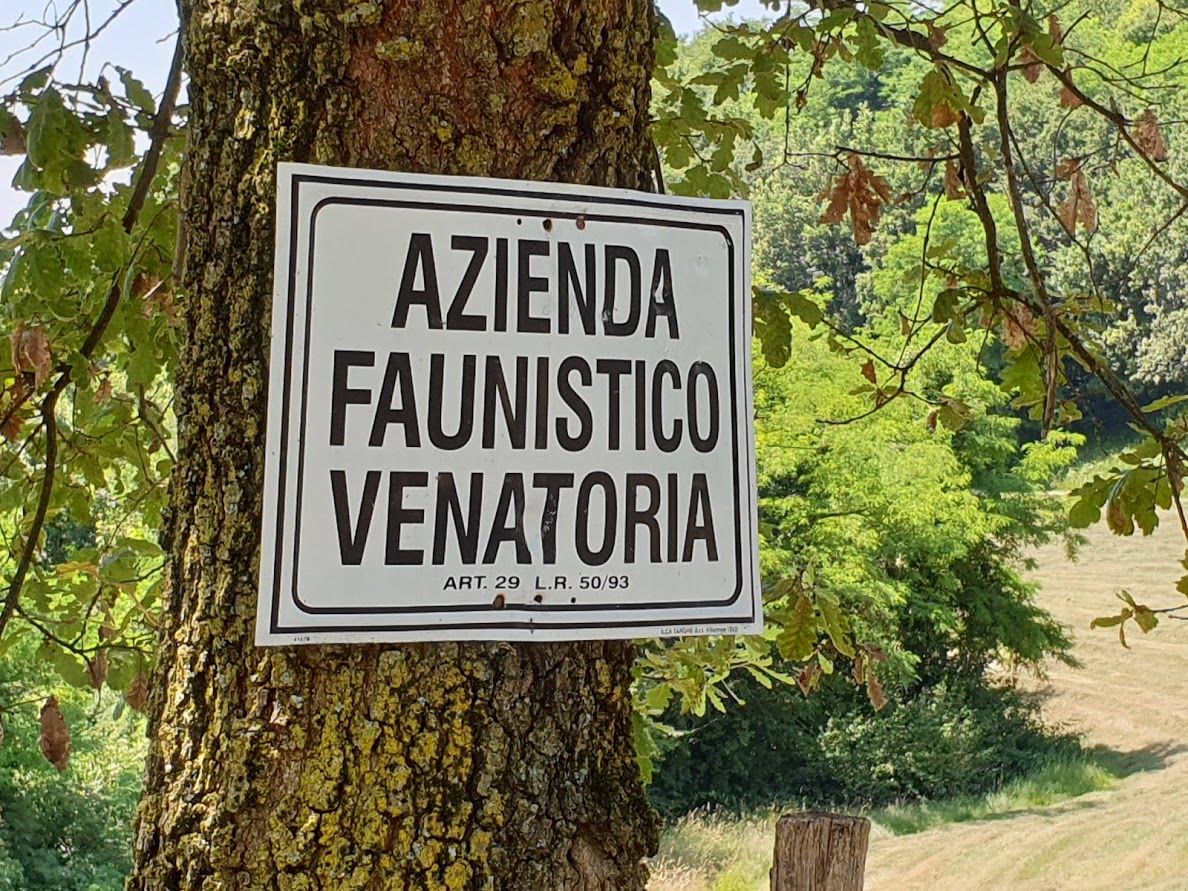 AZIENDA
FAUNISTICO
VENATORIA
ART. 29 L.R. 50/93